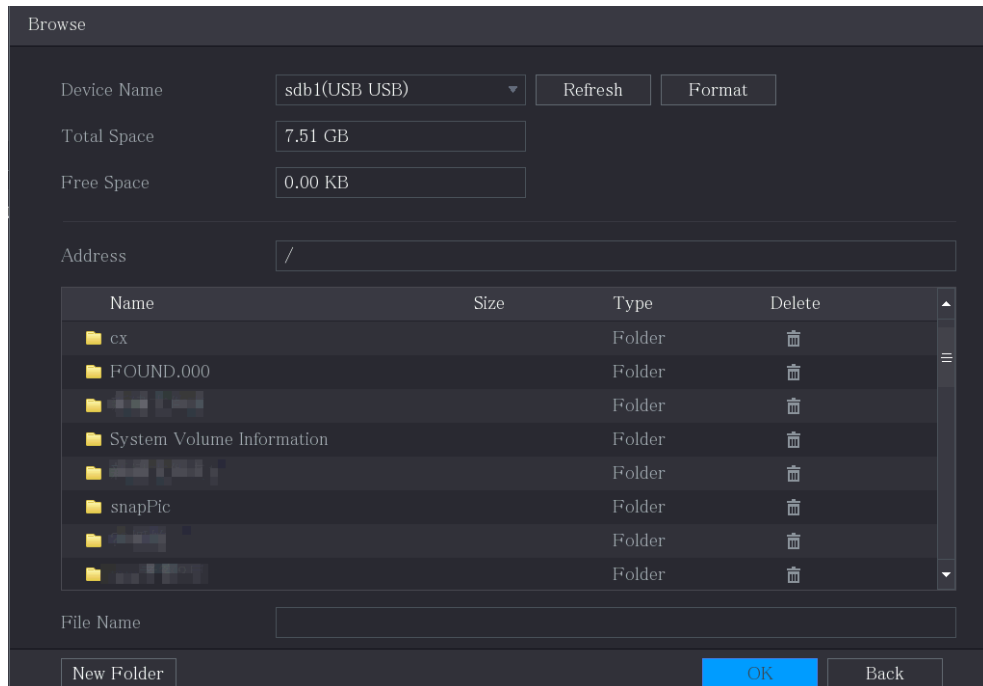 Browse
Device Name sdb1(USB USB) Refresh Format
Total Space 7.51 GB
Free Space 0.00 KB
Address /
Name Size Type Delete
cx Folder
FOUND.000 Folder
Folder
System Volume Information Folder
Folder
snapPic Folder
Folder
Folder
File Name
New Folder OK Back